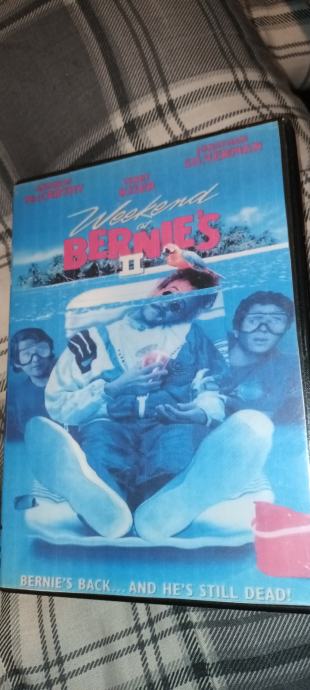 ANDREW TERRY JONATHAN
McCARTHY KISER SILVERMAN
Weekend
at
BERNIE'S
II
BERNIE'S BACK... AND HE'S STILL DEAD!